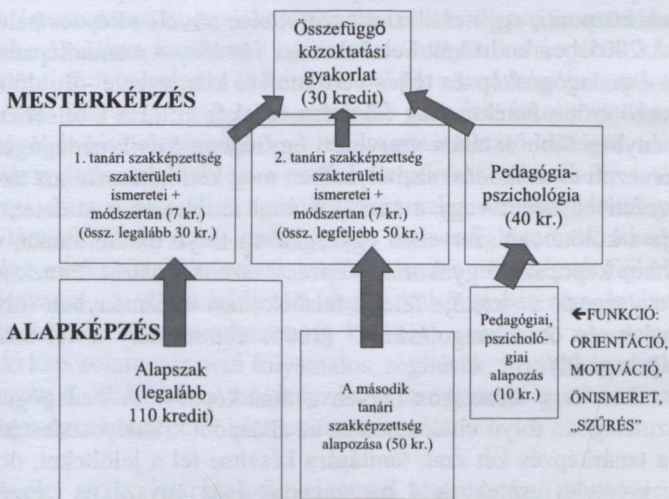 Összefüggő
közoktatási
gyakorlat
(30 kredit)
MESTERKÉPZÉS
1. tanári szakképzettség
szakterületi
ismeretei +
módszertan (7 kr.)
(össz. legalább 30 kr.)
2. tanári szakképzettség
szakterületi
ismeretei +
módszertan (7 kr.)
(össz. legfeljebb 50 kr.)
Pedagógia-
pszichológia
(40 kr.)
ALAPKÉPZÉS
Alapszak
(legalább
110 kredit)
A második
tanári
szakképzettség
alapozása (50 kr.)
Pedagógiai,
pszicholó-
giai
alapozás
(10 kr.)
←FUNKCIÓ:
ORIENTÁCIÓ,
MOTIVÁCIÓ,
ÖNISMERET,
„SZŰRÉS”